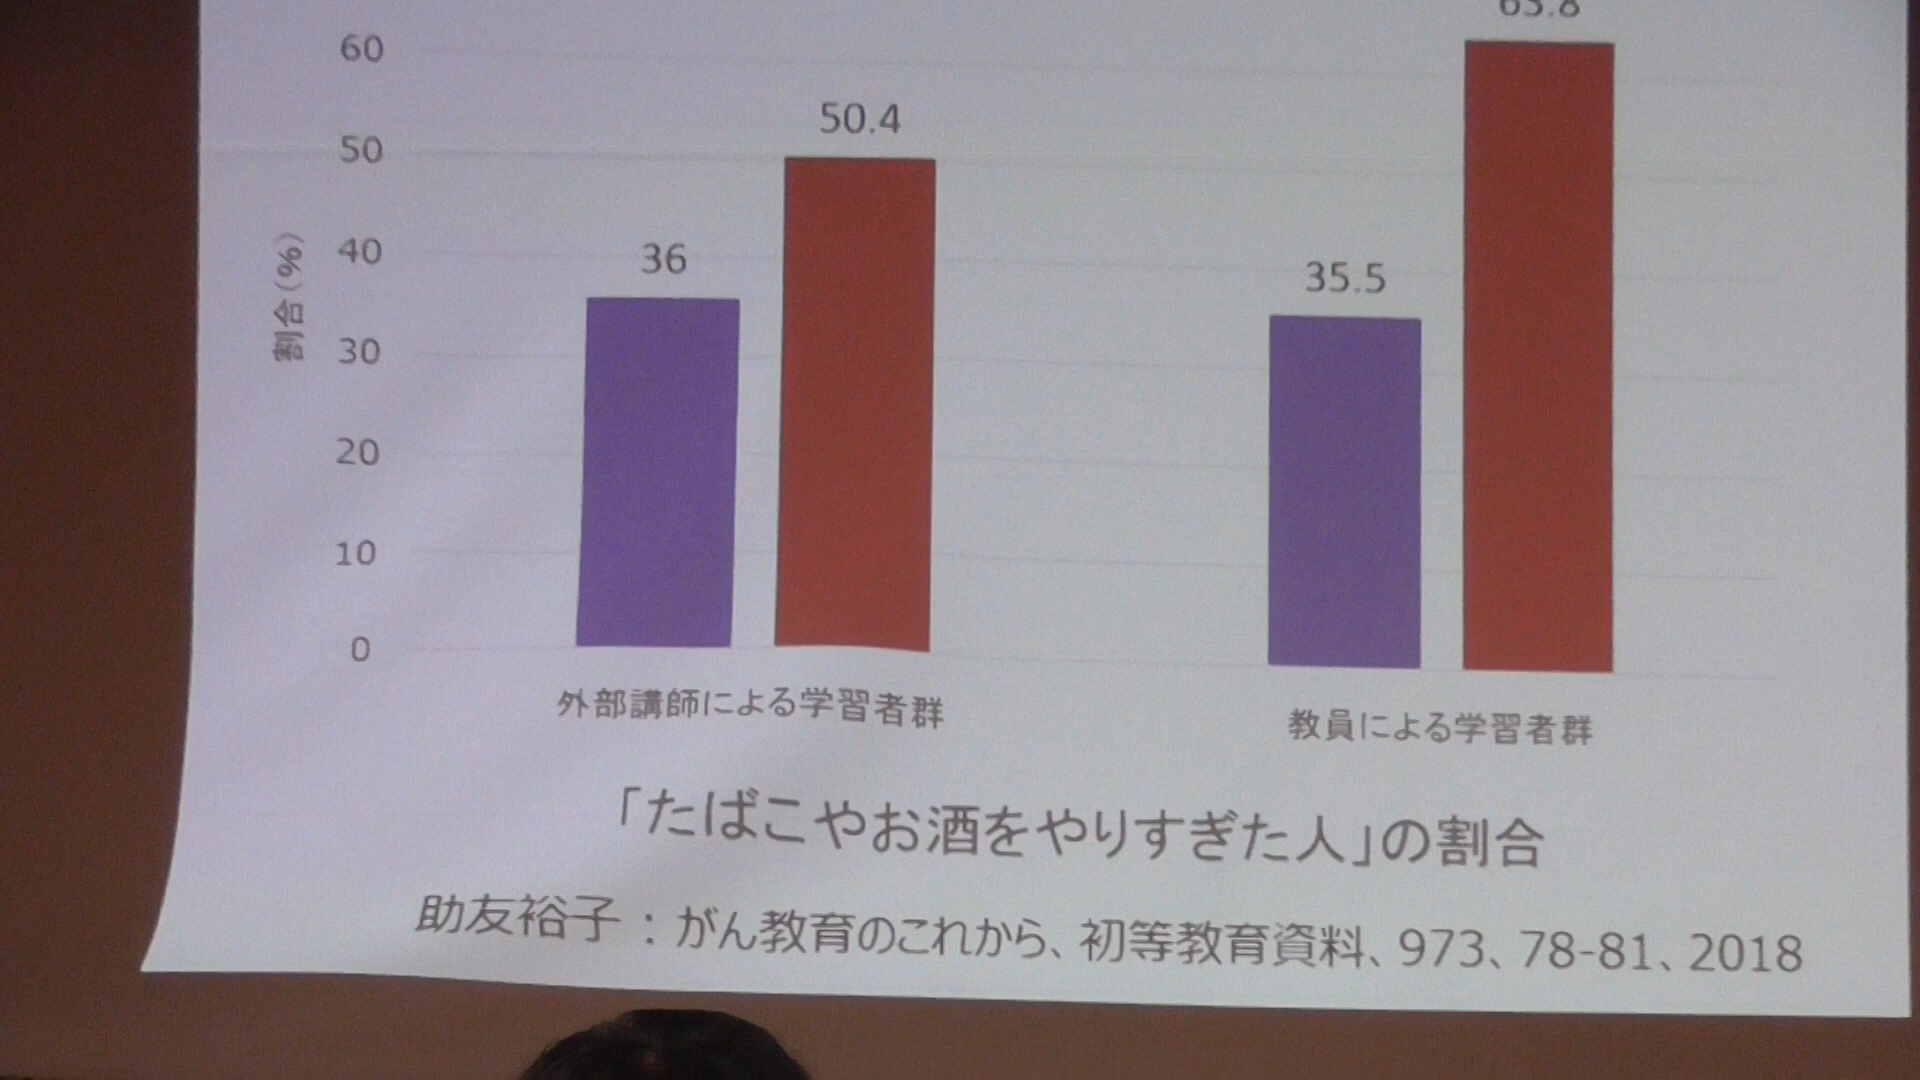 63.8
60
50.4
50
割合(%)
40
36
35.5
30
20
10
0
外部講師による学習者群
教員による学習者群
「たばこやお酒をやりすぎた人」の割合
助友裕子：がん教育のこれから、初等教育資料、973、78-81、2018